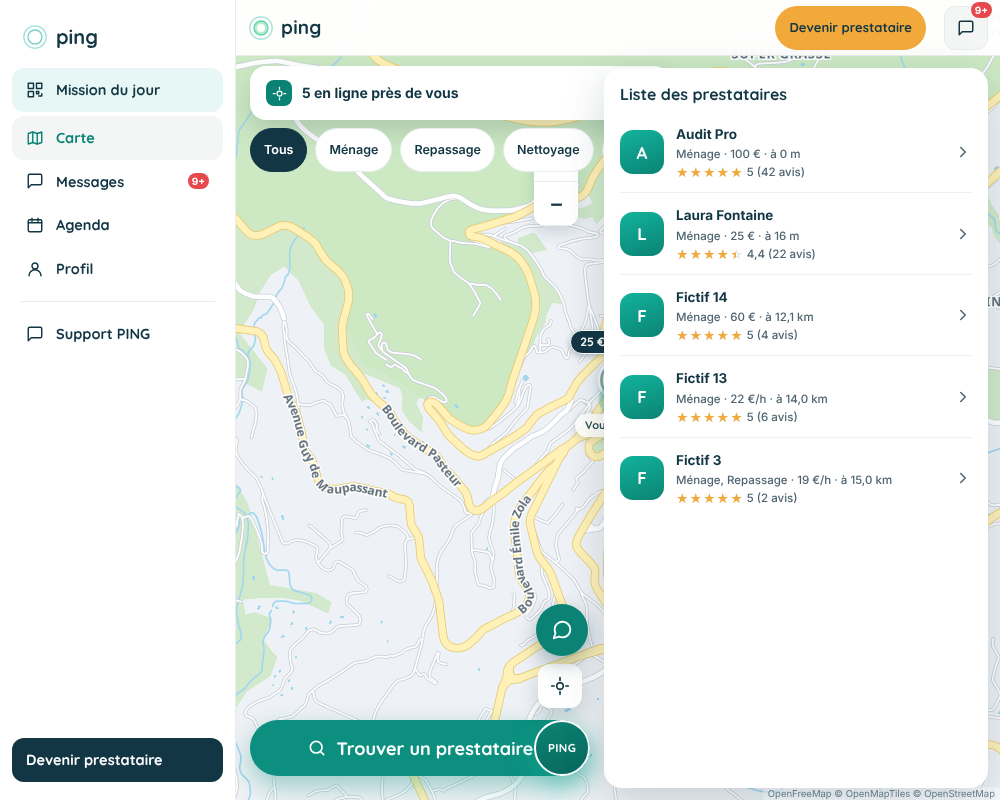 ping
Mission du jour
Carte
Messages
9+
Agenda
Profil
Support PING
Devenir prestataire
ping
Devenir prestataire
9+
5 en ligne près de vous
Tous
Ménage
Repassage
Nettoyage
25 €
Vou
Avenue Guy de Maupassant
Boulevard Pasteur
Boulevard Émile Zola
Trouver un prestataire
PING
Liste des prestataires
A
Audit Pro
Ménage · 100 € · à 0 m
★★★★★ 5 (42 avis)
L
Laura Fontaine
Ménage · 25 € · à 16 m
4,4 (22 avis)
F
Fictif 14
Ménage · 60 € · à 12,1 km
★★★★★ 5 (4 avis)
F
Fictif 13
Ménage · 22 €/h · à 14,0 km
★★★★★ 5 (6 avis)
F
Fictif 3
Ménage, Repassage · 19 €/h · à 15,0 km
★★★★★ 5 (2 avis)
IN
OpenFreeMap © OpenMapTiles © OpenStreetMap